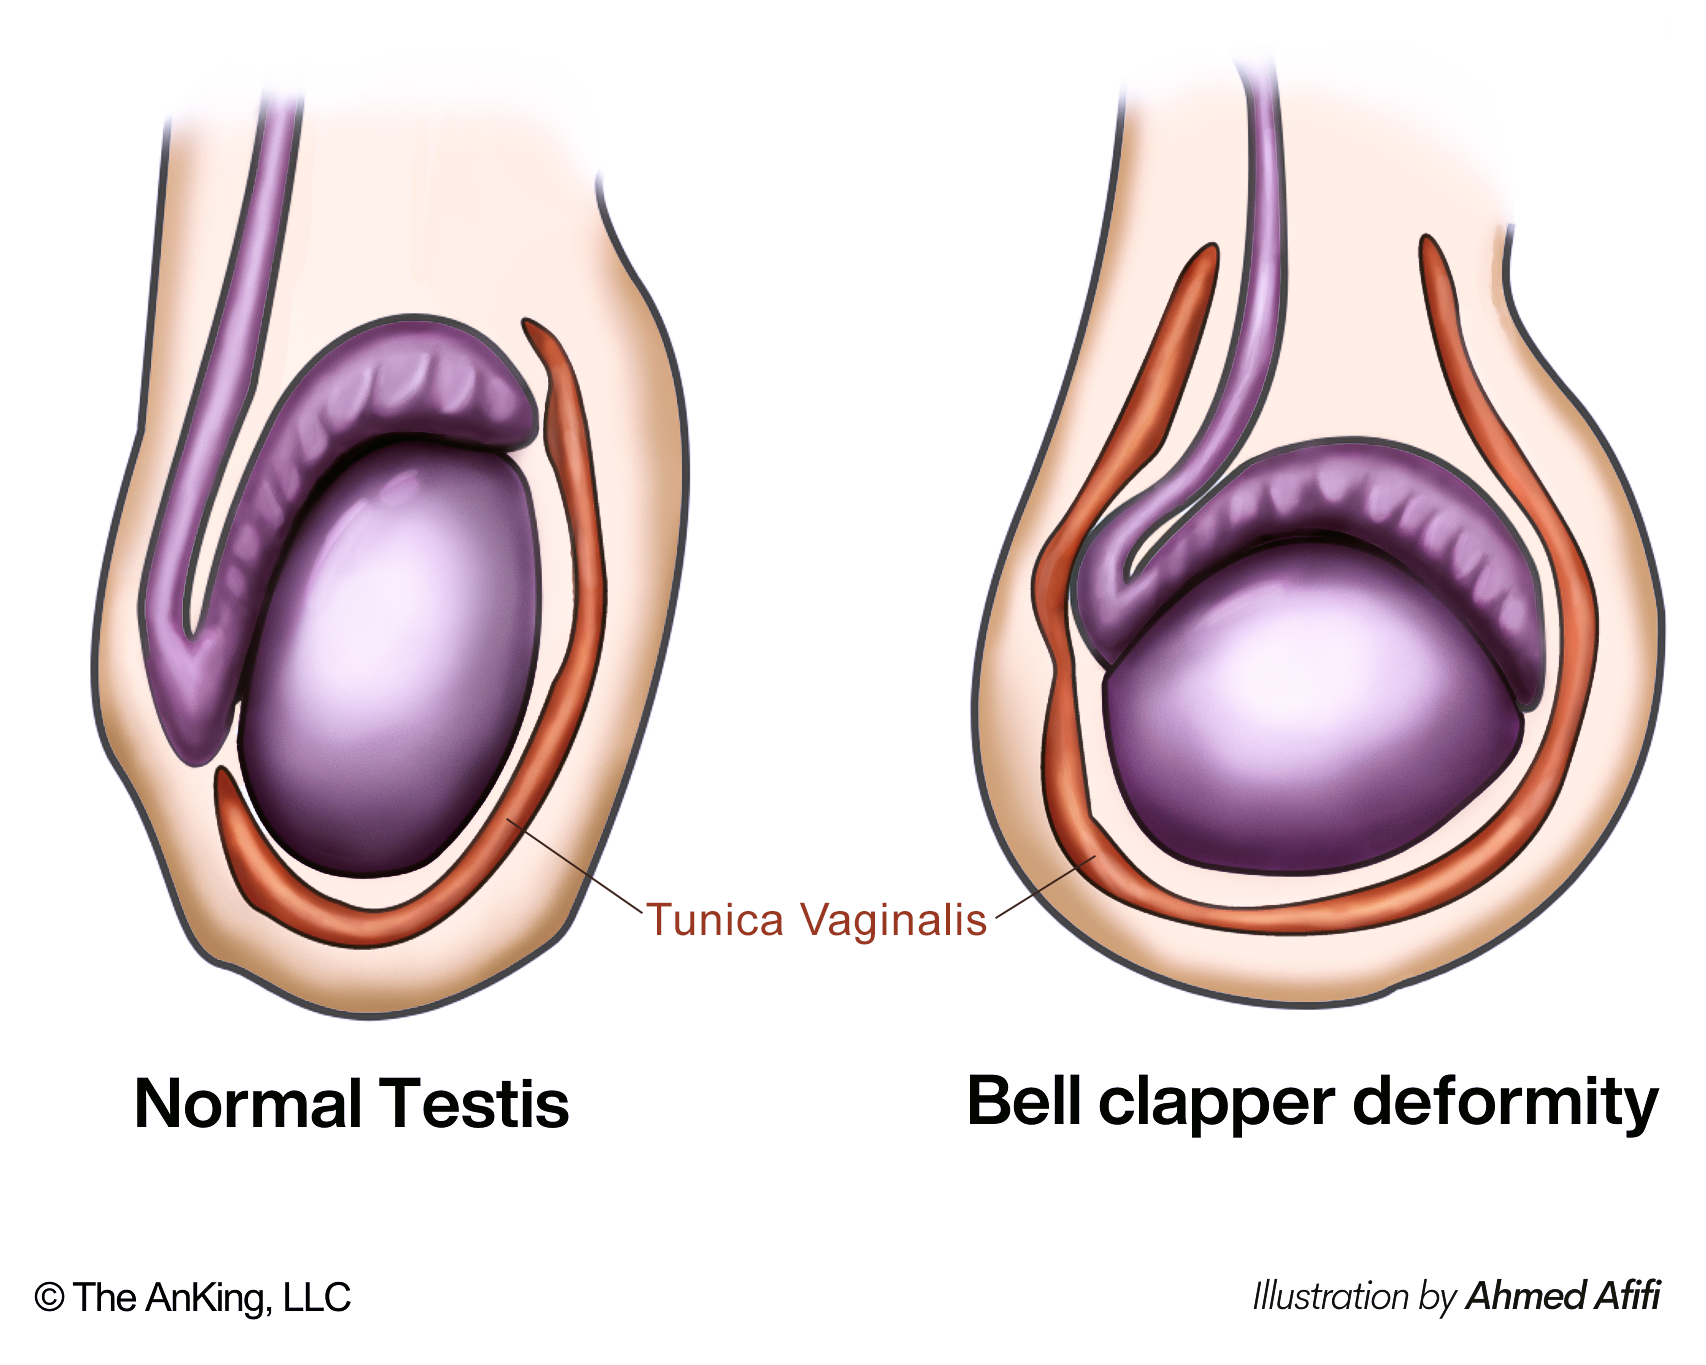 Tunica Vaginalis
Normal Testis
Bell clapper deformity
© The AnKing, LLC
Illustration by Ahmed Afifi